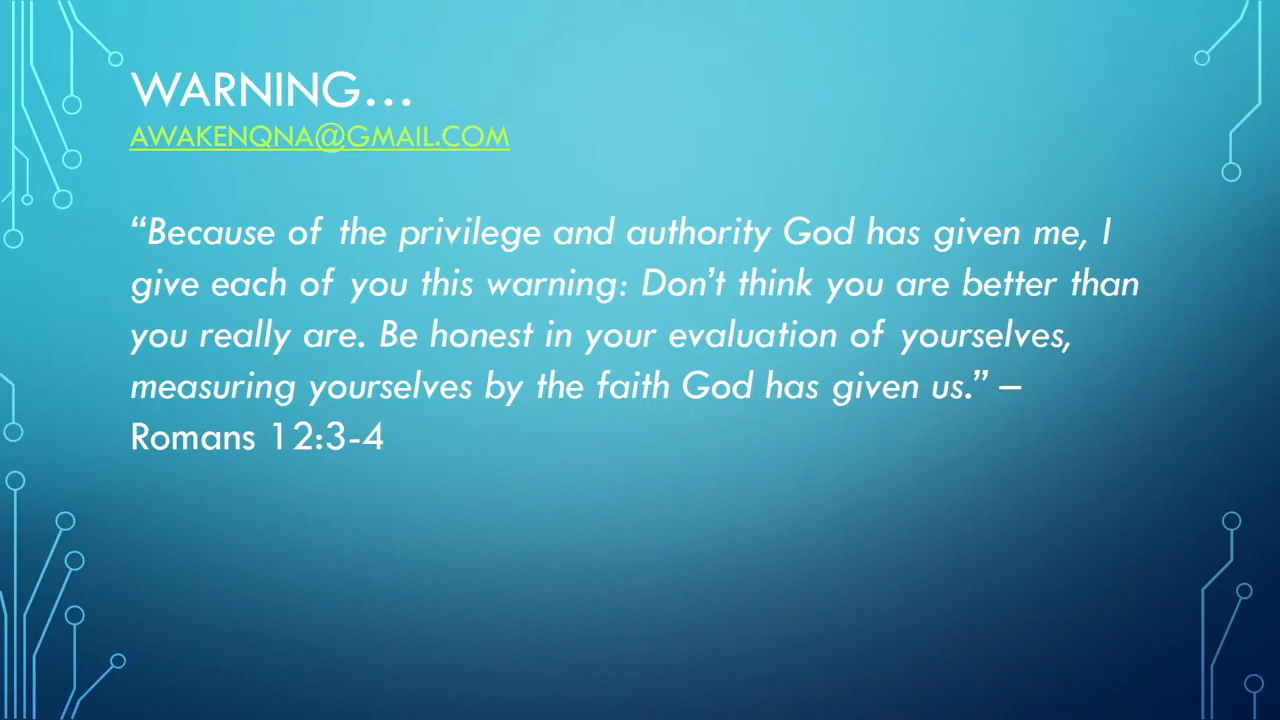 WARNING...
AWAKENQNA@GMAIL.COM
“Because of the privilege and authority God has given me, I
give each of you this warning: Don’t think you are better than
you really are. Be honest in your evaluation of yourselves,
measuring yourselves by the faith God has given us.” –
Romans 12:3-4